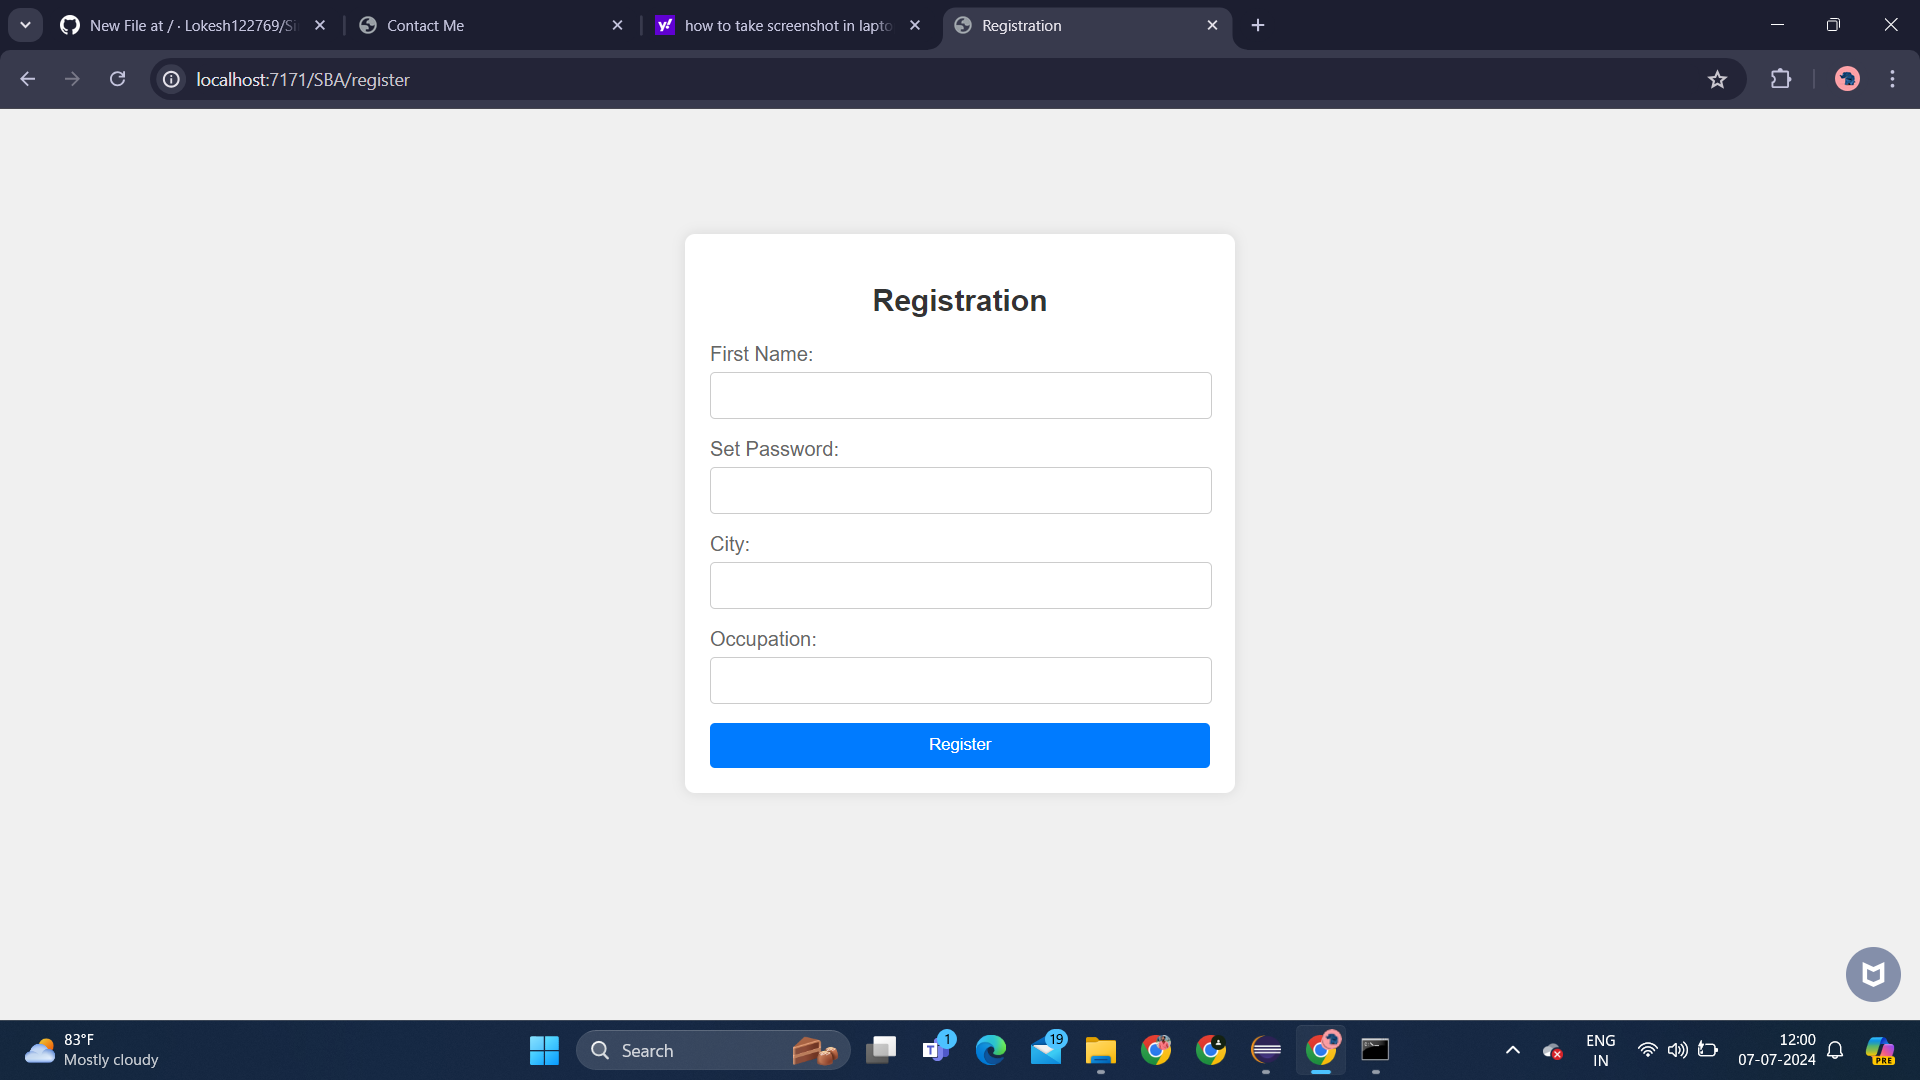 New File at / · Lokesh122769/Si
Contact Me
how to take screenshot in lapto
Registration
localhost:7171/SBA/register
Registration
First Name:
Set Password:
City:
Occupation:
Register
83°F
Mostly cloudy
Search
1
19
ENG
IN
12:00
07-07-2024
PRE